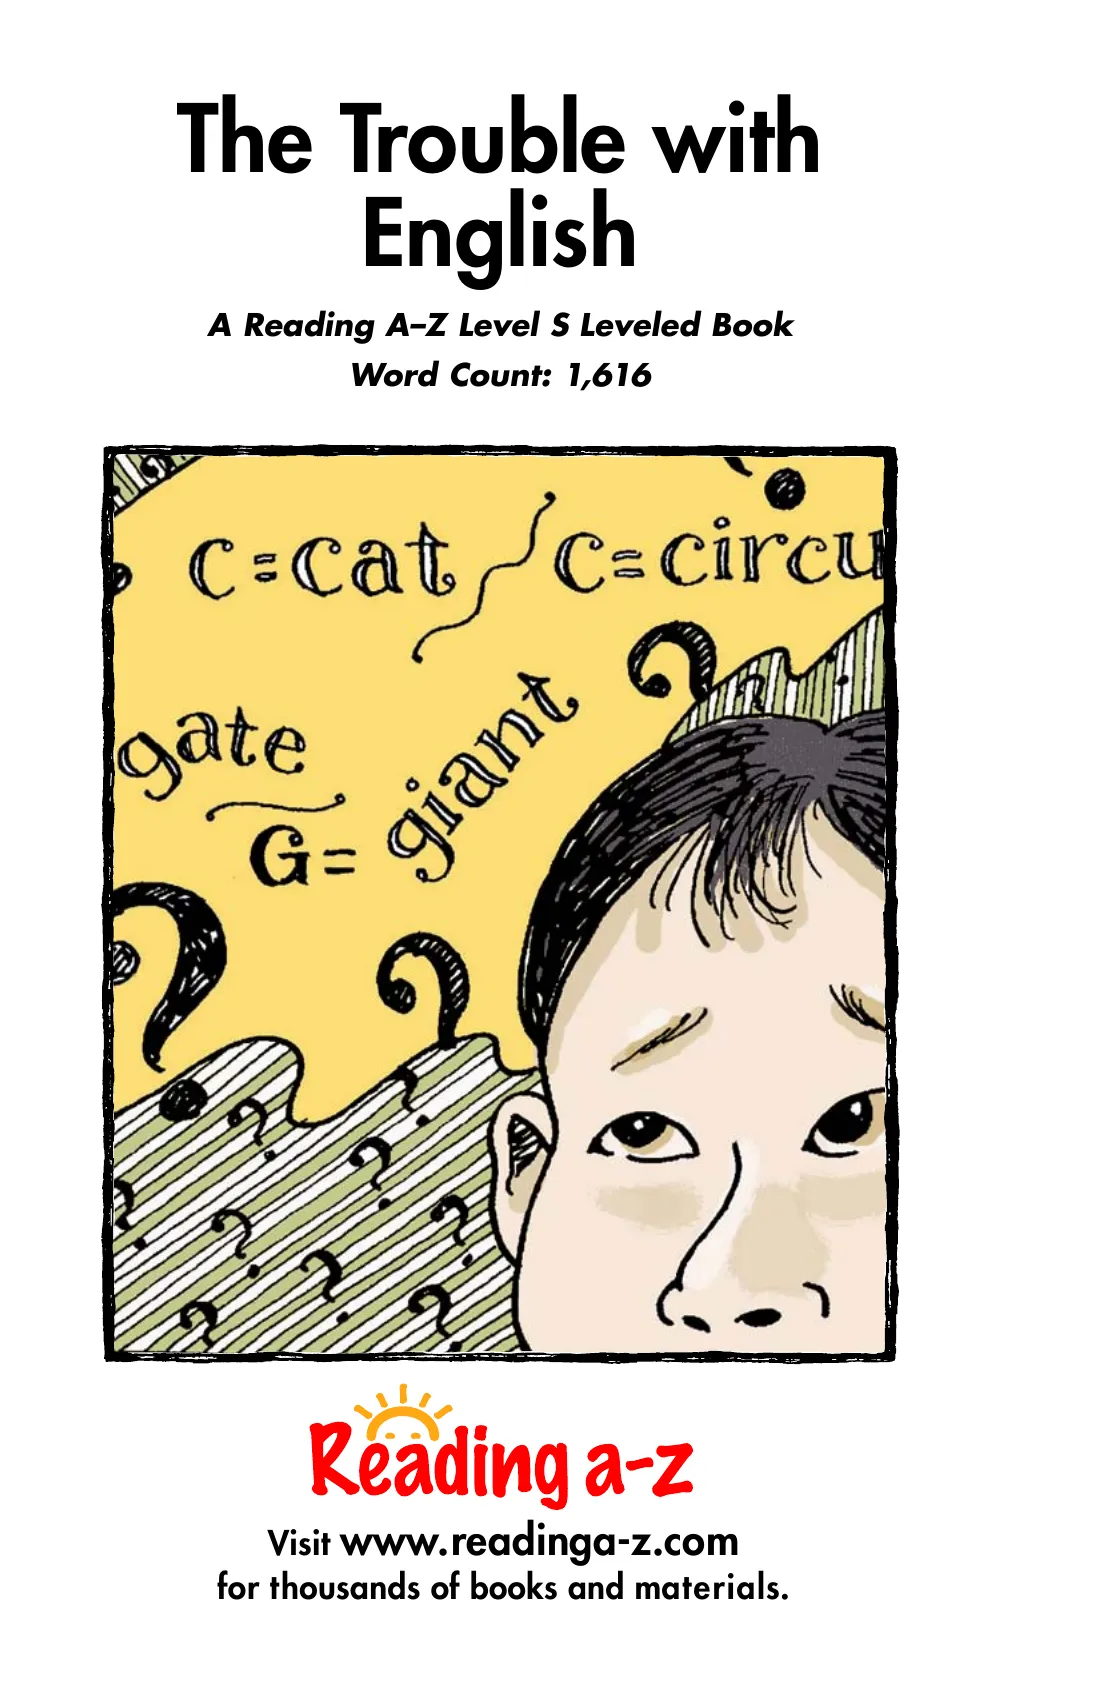 The Trouble with
English
A Reading A–Z Level S Leveled Book
Word Count: 1,616
c=cat c=circu
gate
G= giant
Reading a-z
Visit www.readinga-z.com
for thousands of books and materials.